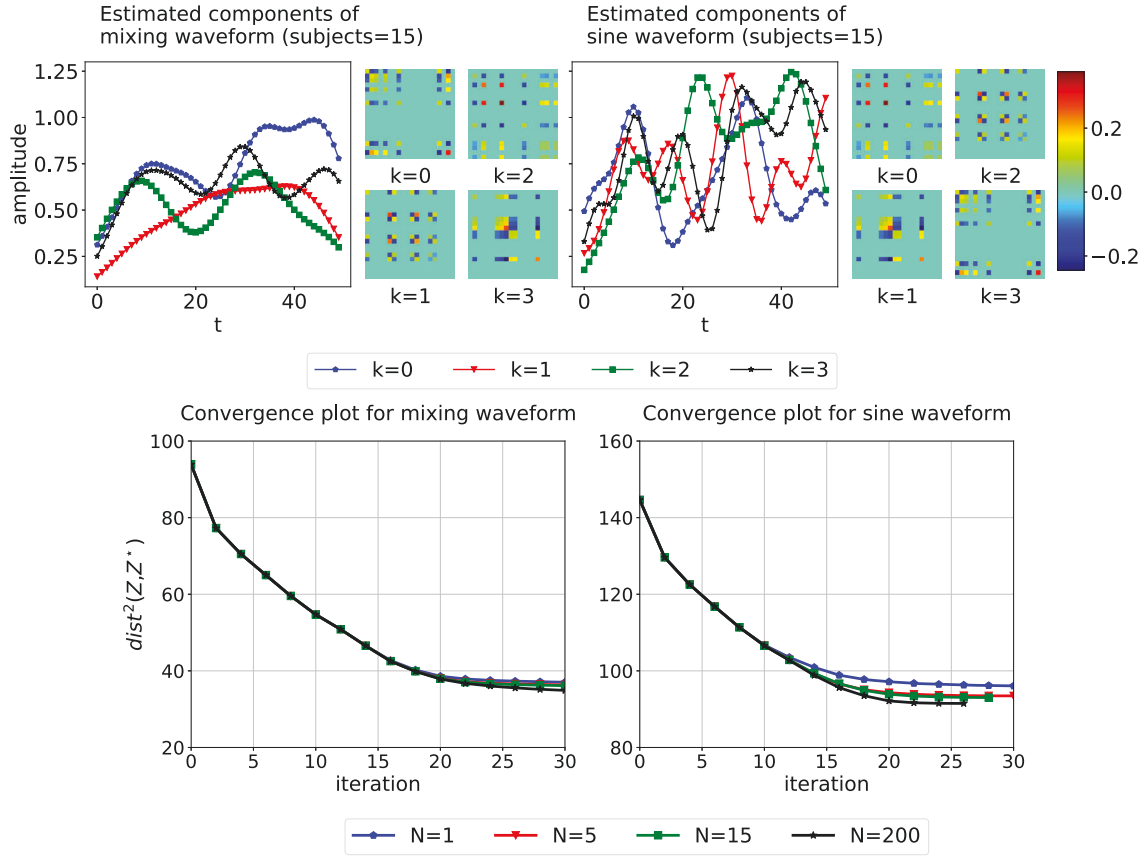 Estimated components of
mixing waveform (subjects=15)
Estimated components of
sine waveform (subjects=15)
amplitude
1.25
1.00
0.75
0.50
0.25
0
20
40
t
k=0
k=2
k=1
k=3
0
20
40
t
k=0
k=2
k=1
k=3
0.2
0.0
−0.2
k=0
k=1
k=2
k=3
Convergence plot for mixing waveform
Convergence plot for sine waveform
dist²(Z,Z⋆)
100
80
60
40
20
0
5
10
15
20
25
30
iteration
160
140
120
100
80
0
5
10
15
20
25
30
iteration
N=1
N=5
N=15
N=200